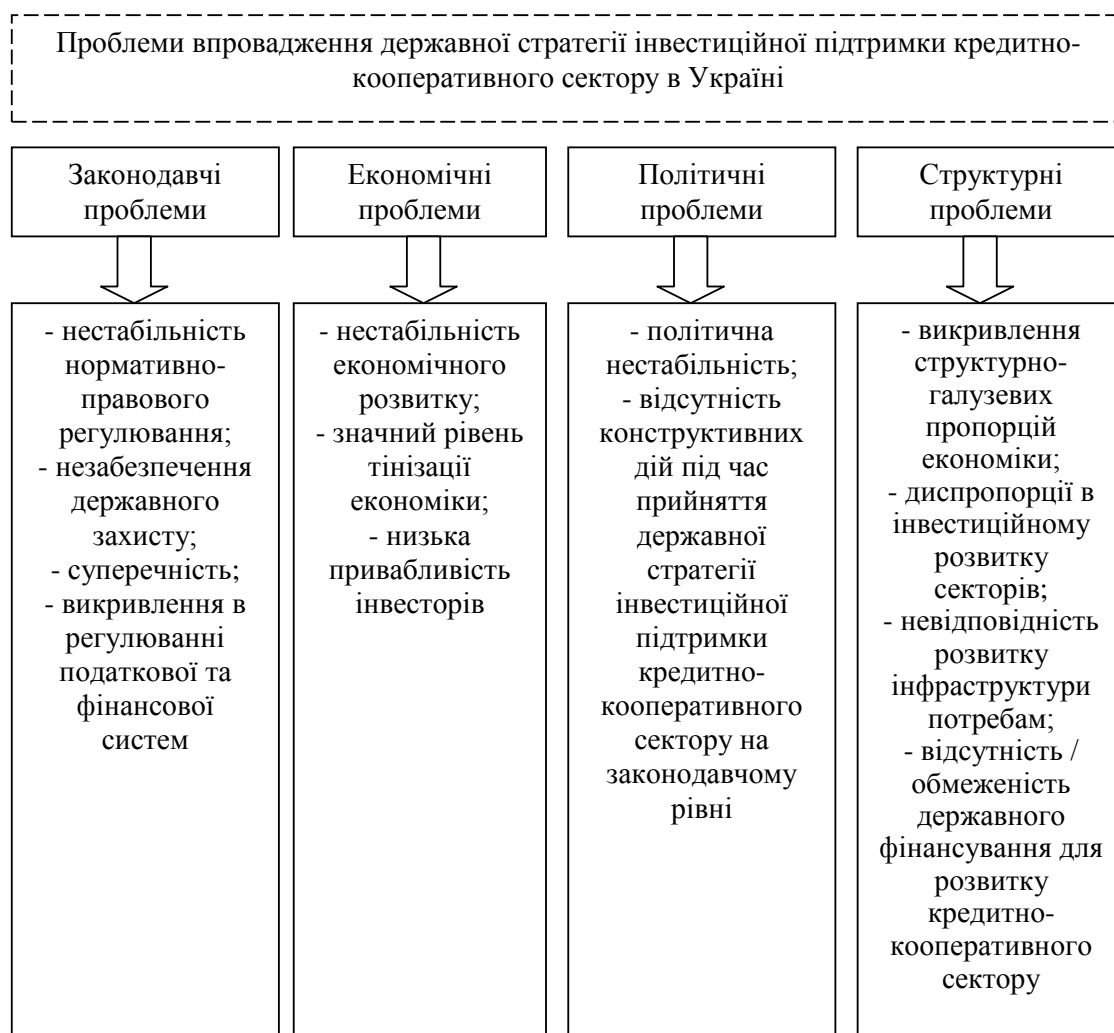 Проблеми впровадження державної стратегії інвестиційної підтримки кредитно-
кооперативного сектору в Україні
Законодавчі
проблеми
Економічні
проблеми
Політичні
проблеми
Структурні
проблеми
- нестабільність
нормативно-
правового
регулювання;
- незабезпечення
державного
захисту;
- суперечність;
- викривлення в
регулюванні
податкової та
фінансової
систем
- нестабільність
економічного
розвитку;
- значний рівень
тінізації
економіки;
- низька
привабливість
інвесторів
- політична
нестабільність;
- відсутність
конструктивних
дій під час
прийняття
державної
стратегії
інвестиційної
підтримки
кредитно-
кооперативного
сектору на
законодавчому
рівні
- викривлення
структурно-
галузевих
пропорцій
економіки;
- диспропорції в
інвестиційному
розвитку
секторів;
- невідповідність
розвитку
інфраструктури
потребам;
- відсутність /
обмеженість
державного
фінансування для
розвитку
кредитно-
кооперативного
сектору